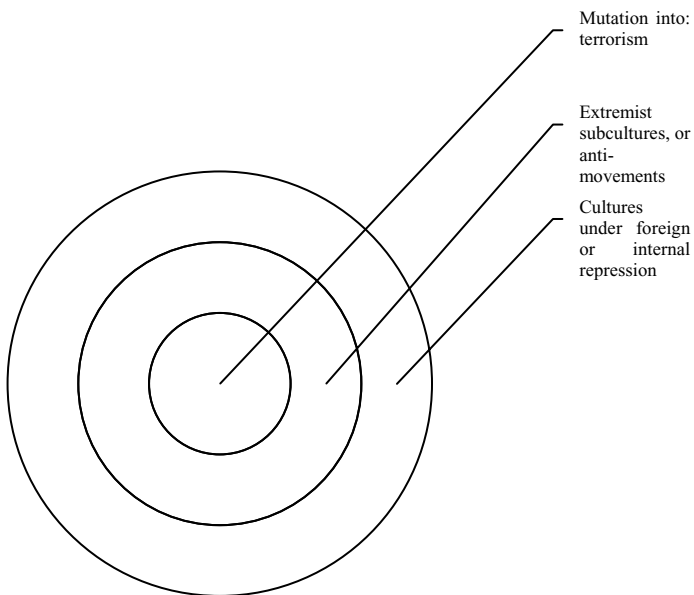 Mutation into:
terrorism
Extremist
subcultures, or
anti-
movements
Cultures
under foreign
or internal
repression